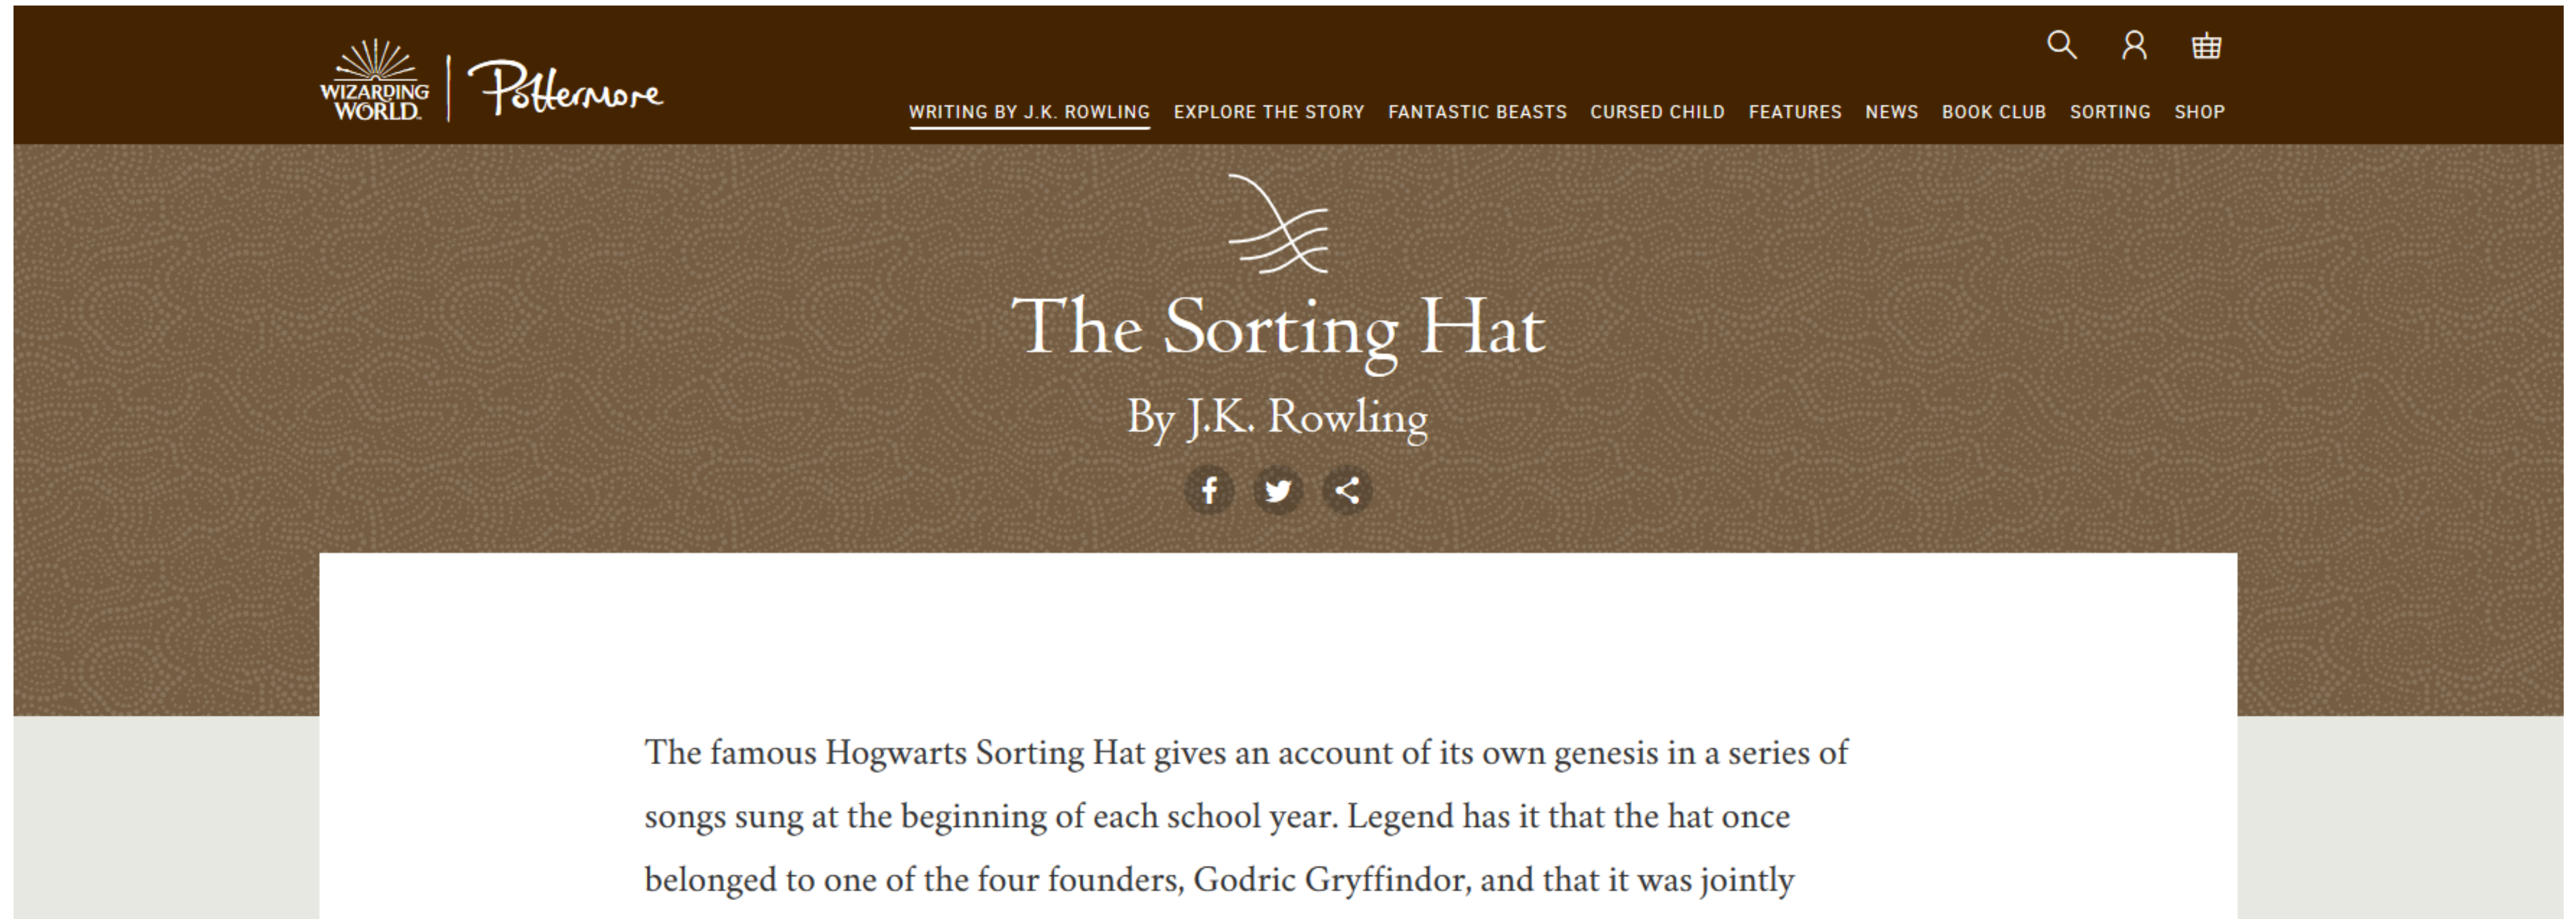 WIZARDING
WORLD
Pottermore
WRITING BY J.K. ROWLING EXPLORE THE STORY FANTASTIC BEASTS CURSED CHILD FEATURES NEWS BOOK CLUB SORTING SHOP
The Sorting Hat
By J.K. Rowling
The famous Hogwarts Sorting Hat gives an account of its own genesis in a series of
songs sung at the beginning of each school year. Legend has it that the hat once
belonged to one of the four founders, Godric Gryffindor, and that it was jointly